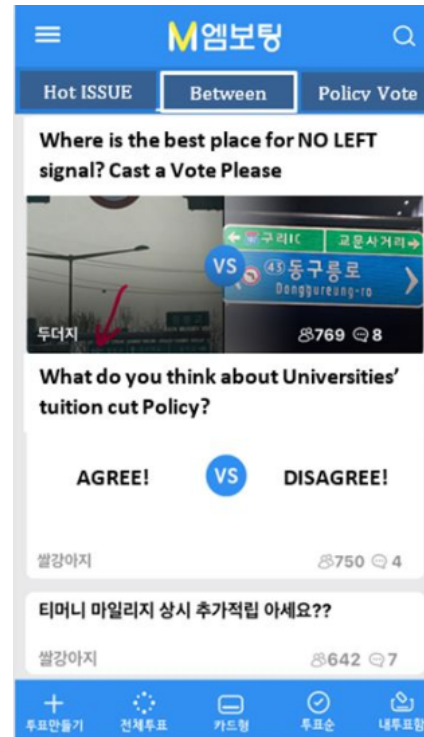 M엠보팅
Hot ISSUE Between Policy Vote
Where is the best place for NO LEFT
signal? Cast a Vote Please
구리IC 교문사거리
VS
43 동구릉로
Donggureung-ro
두더지 769 8
What do you think about Universities'
tuition cut Policy?
AGREE! VS DISAGREE!
쌀강아지 750 4
티머니 마일리지 상시 추가적립 아세요??
쌀강아지 642 7
투표만들기 전체투표 카드형 투표순 내투표함